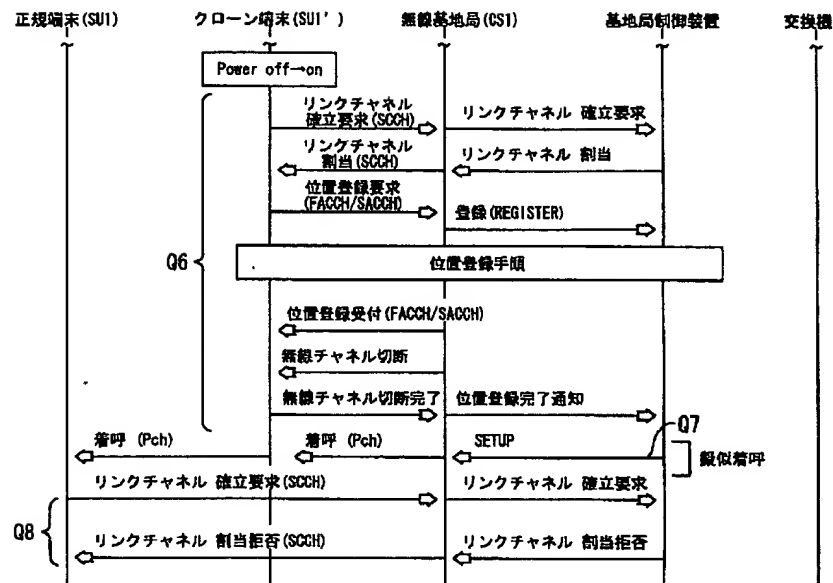 正規端末(SU1) クローン端末(SU1') 無線基地局(CS1) 基地局制御装置 交換機
Power off→on
リンクチャネル
確立要求(SCCH)
リンクチャネル 確立要求
リンクチャネル
割当(SCCH)
リンクチャネル 割当
位置登録要求
(FACCH/SACCH)
登録(REGISTER)
Q6
位置登録手順
位置登録受付(FACCH/SACCH)
無線チャネル切断
無線チャネル切断完了 位置登録完了通知
Q7
着呼 (Pch) 着呼 (Pch) SETUP
擬似着呼
リンクチャネル 確立要求(SCCH) リンクチャネル 確立要求
Q8
リンクチャネル 割当拒否(SCCH) リンクチャネル 割当拒否